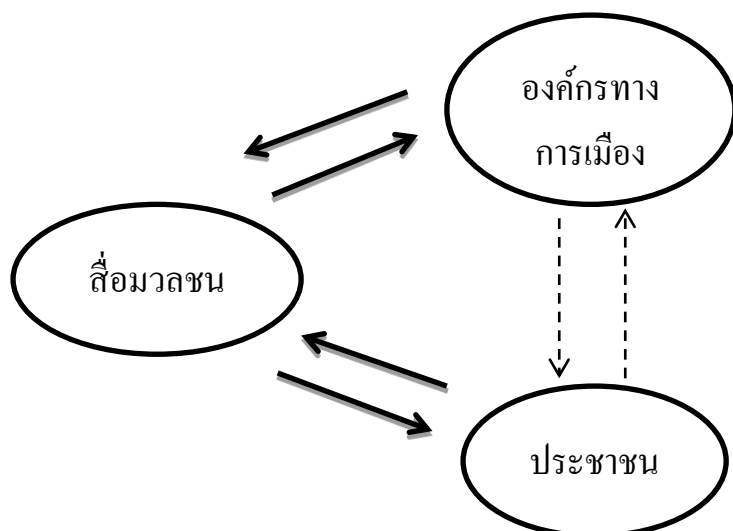 องค์กรทาง
การเมือง
สื่อมวลชน
ประชาชน